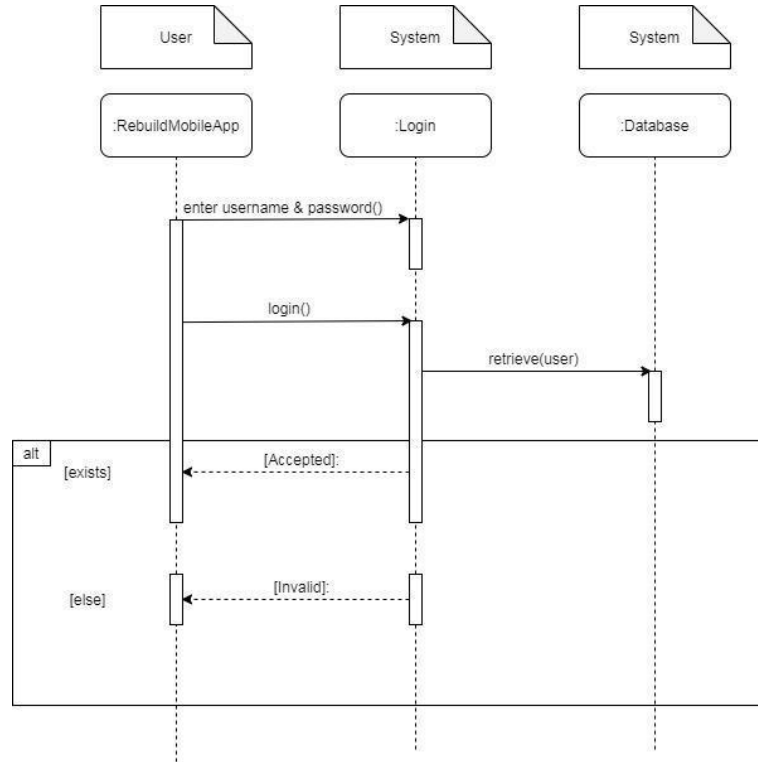 User
System
System
:RebuildMobileApp
:Login
:Database
enter username & password()
login()
retrieve(user)
alt
[exists]
[Accepted]:
[else]
[Invalid]: